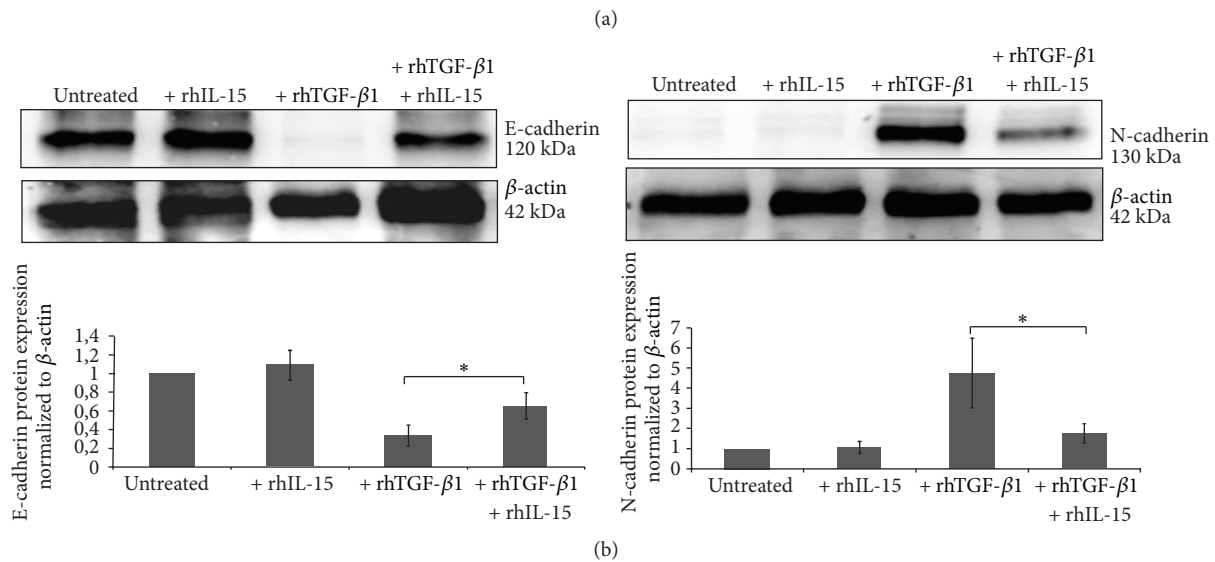 (a)
+ rhTGF-β1
Untreated + rhIL-15 + rhTGF-β1 + rhIL-15
E-cadherin
120 kDa
β-actin
42 kDa
E-cadherin protein expression
normalized to β-actin
1,4
1,2
1
0,8
0,6
0,4
0,2
0
*
Untreated + rhIL-15 + rhTGF-β1 + rhTGF-β1
+ rhIL-15
+ rhTGF-β1
Untreated + rhIL-15 + rhTGF-β1 + rhIL-15
N-cadherin
130 kDa
β-actin
42 kDa
N-cadherin protein expression
normalized to β-actin
7
6
5
4
3
2
1
0
*
Untreated + rhIL-15 + rhTGF-β1 + rhTGF-β1
+ rhIL-15
(b)